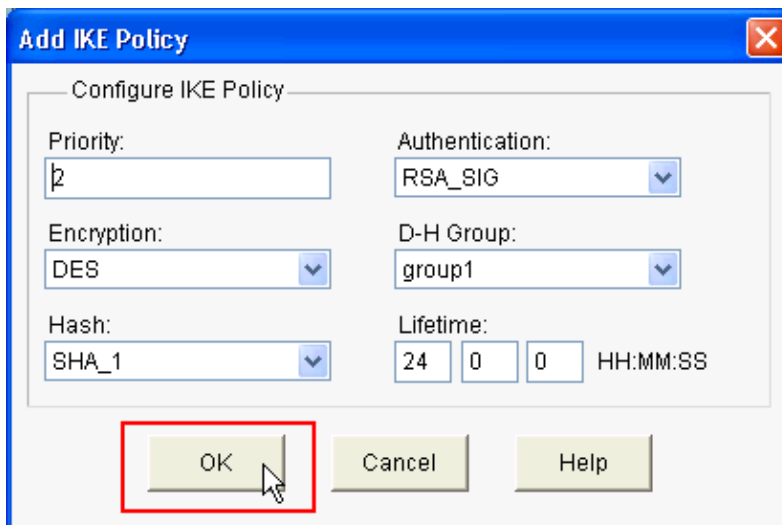 Add IKE Policy
Configure IKE Policy
Priority: Authentication:
2 RSA_SIG
Encryption: D-H Group:
DES group1
Hash: Lifetime:
SHA_1 24 0 0 HH:MM:SS
OK Cancel Help